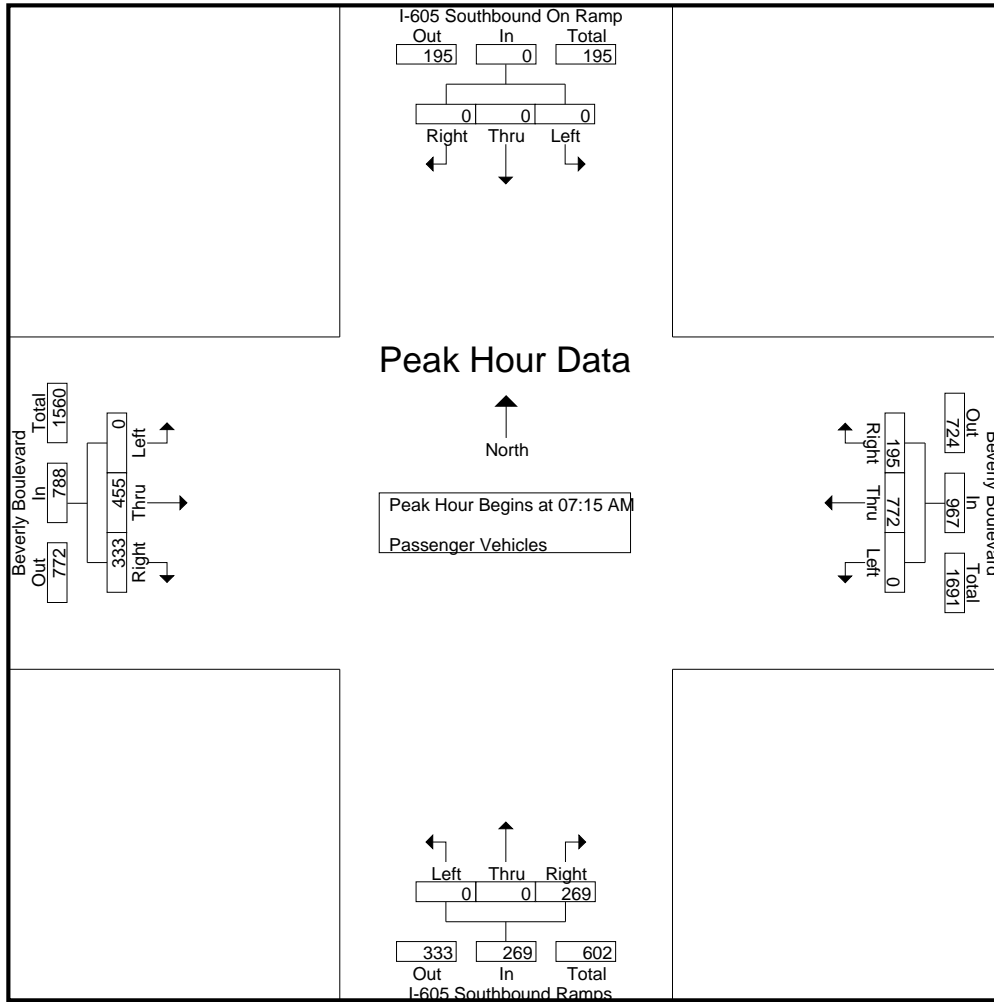 I-605 Southbound On Ramp
Out In Total
195 0 195
0 0 0
Right Thru Left
Peak Hour Data
North
Peak Hour Begins at 07:15 AM
Passenger Vehicles
Beverly Boulevard
Out In Total
772 788 1560
333 455 0
Right Thru Left
Beverly Boulevard
Out In Total
724 967 1691
195 772 0
Right Thru Left
Left Thru Right
0 0 269
333 269 602
Out In Total
I-605 Southbound Ramps